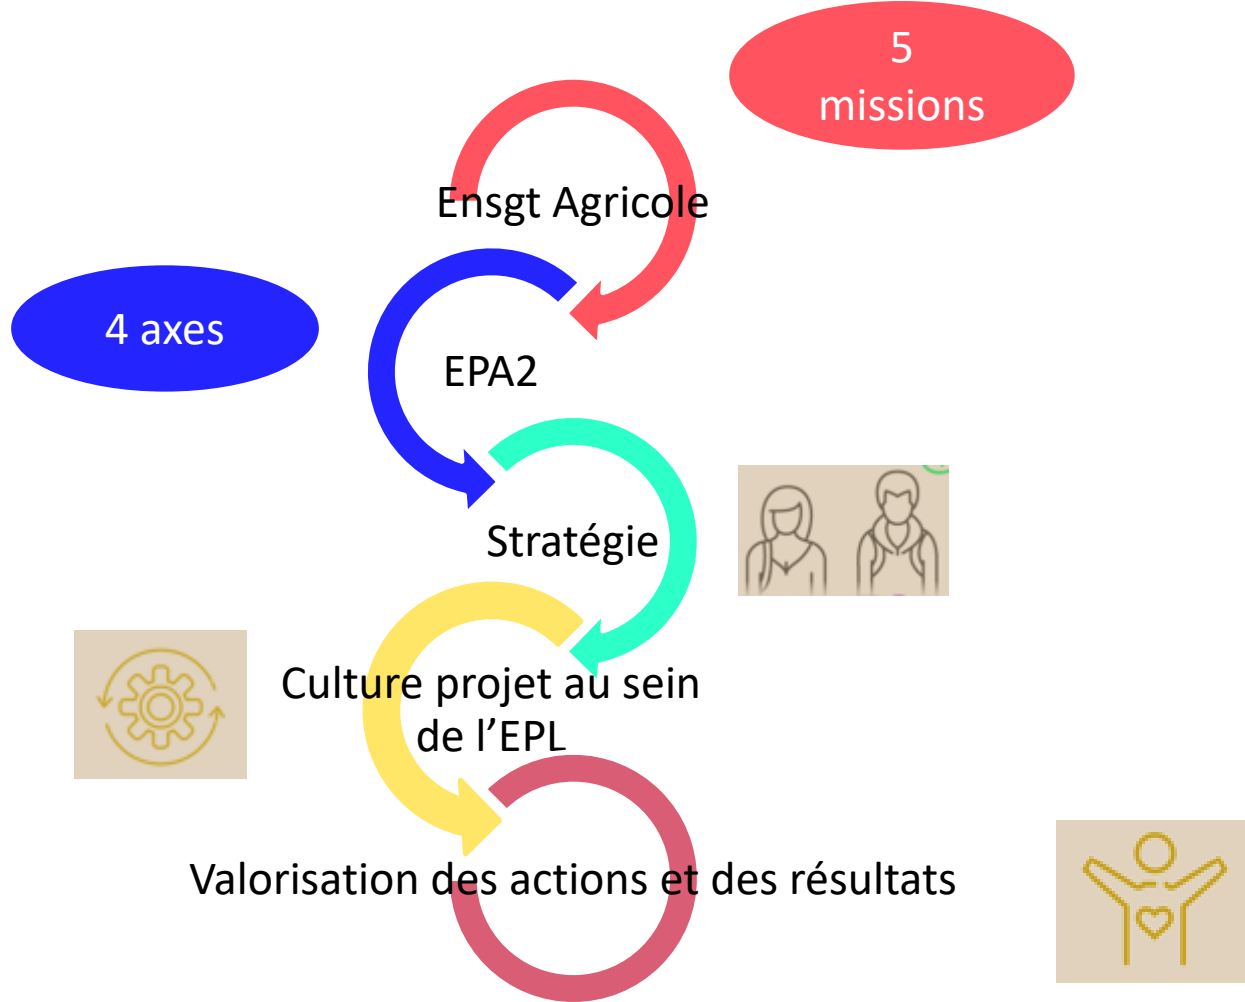 5
missions
Ensgt Agricole
4 axes
EPA2
Stratégie
Culture projet au sein
de l’EPL
Valorisation des actions et des résultats